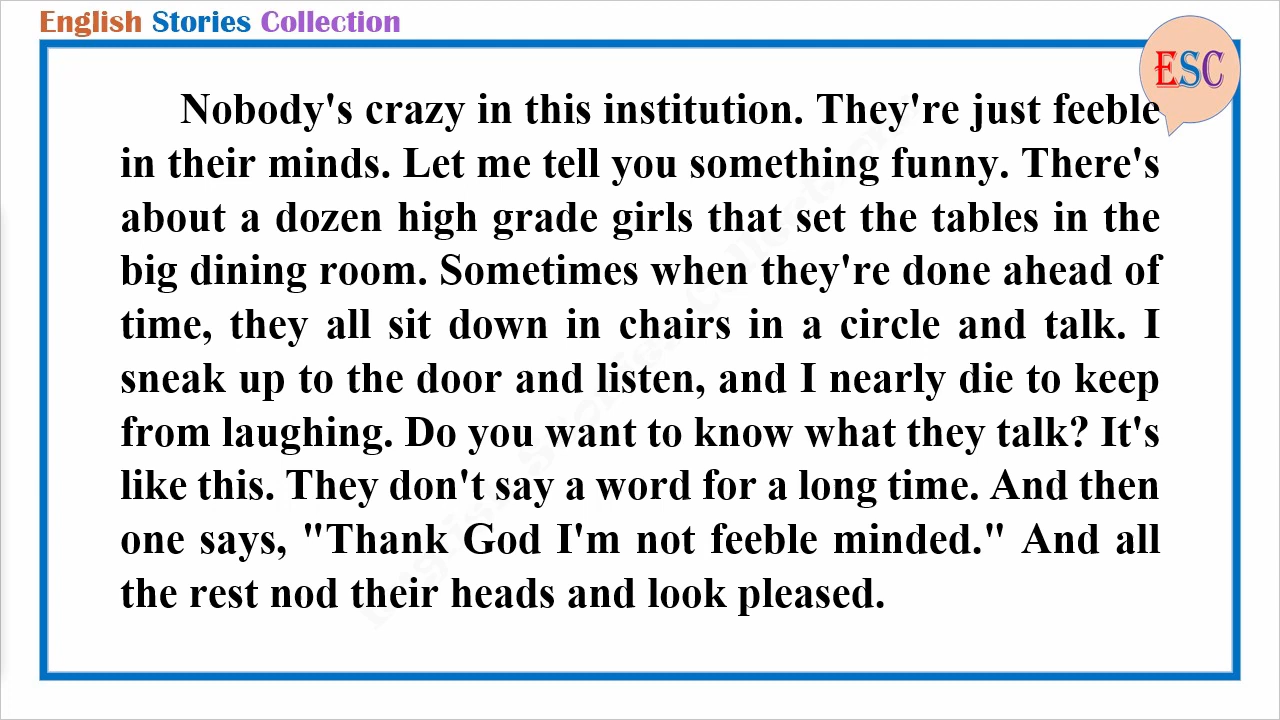 English Stories Collection
ESC
Nobody's crazy in this institution. They're just feeble
in their minds. Let me tell you something funny. There's
about a dozen high grade girls that set the tables in the
big dining room. Sometimes when they're done ahead of
time, they all sit down in chairs in a circle and talk. I
sneak up to the door and listen, and I nearly die to keep
from laughing. Do you want to know what they talk? It's
like this. They don't say a word for a long time. And then
one says, "Thank God I'm not feeble minded." And all
the rest nod their heads and look pleased.
English Stories Collection